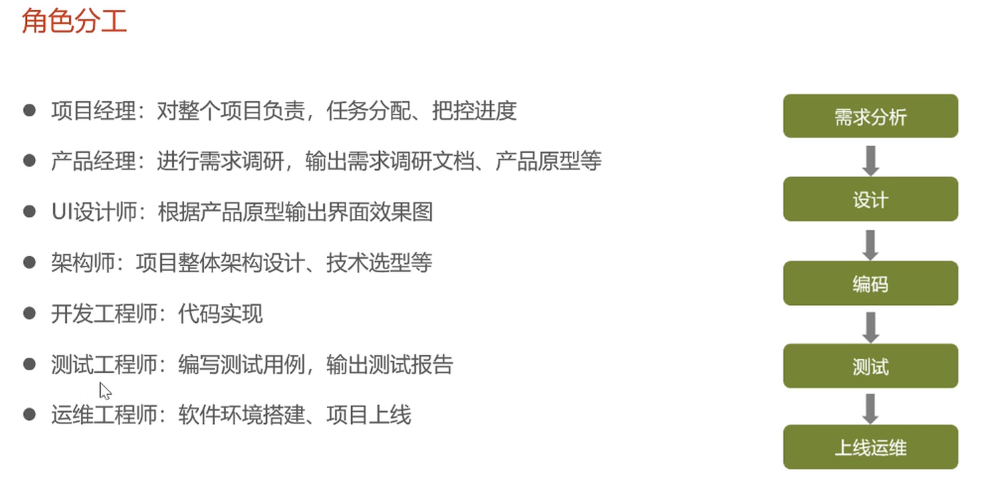 角色分工
● 项目经理：对整个项目负责，任务分配、把控进度
● 产品经理：进行需求调研，输出需求调研文档、产品原型等
● UI设计师：根据产品原型输出界面效果图
● 架构师：项目整体架构设计、技术选型等
● 开发工程师：代码实现
● 测试工程师：编写测试用例，输出测试报告
● 运维工程师：软件环境搭建、项目上线
需求分析
设计
编码
测试
上线运维